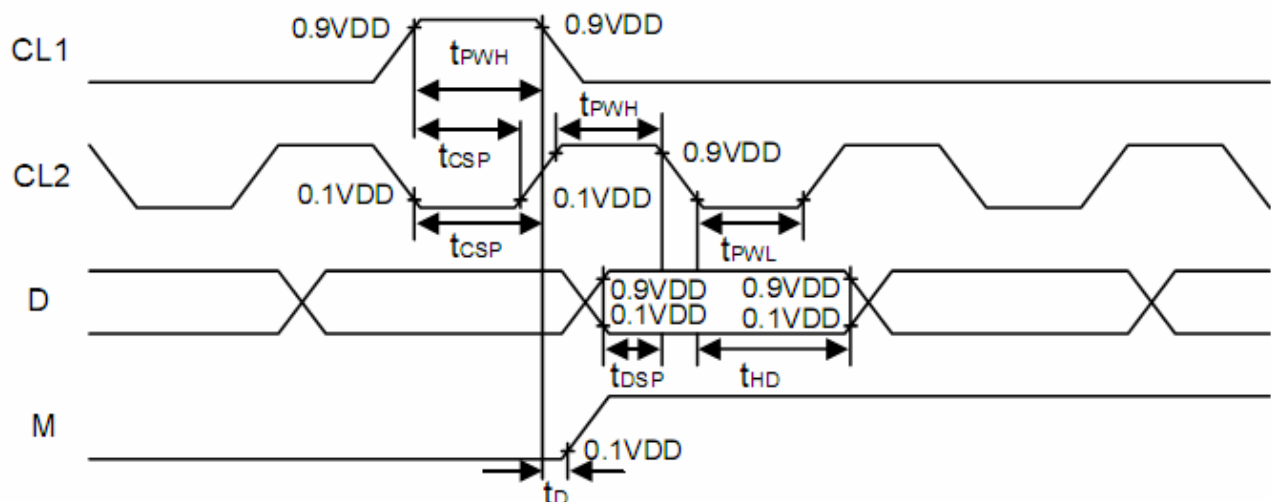 0.9VDD 0.9VDD
CL1
tPWH
tPWH
tCSP
CL2
0.9VDD
0.1VDD 0.1VDD
tCSP
tPWL
D
0.9VDD 0.9VDD
0.1VDD 0.1VDD
tDSP tHD
M
0.1VDD
tD